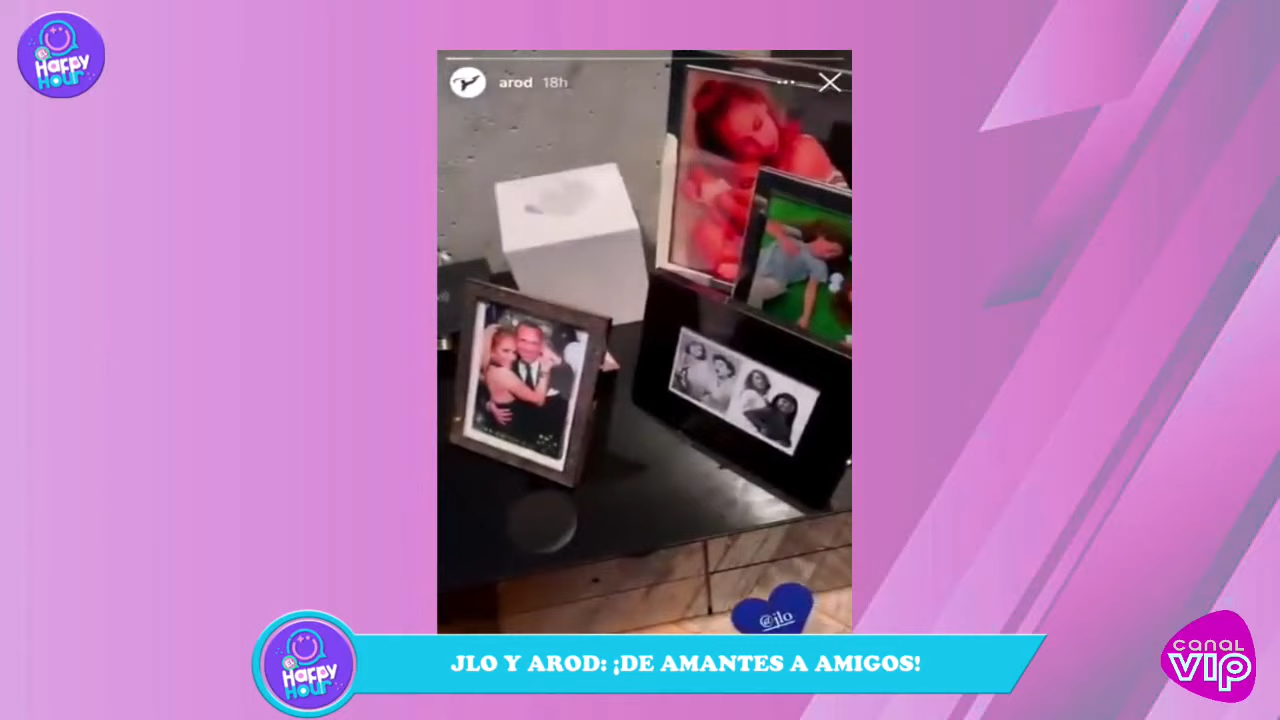 EL
HAPPY
HOUR
arod 18h
@jlo
EL
HAPPY
HOUR
JLO Y AROD: ¡DE AMANTES A AMIGOS!
CANAL
VIP